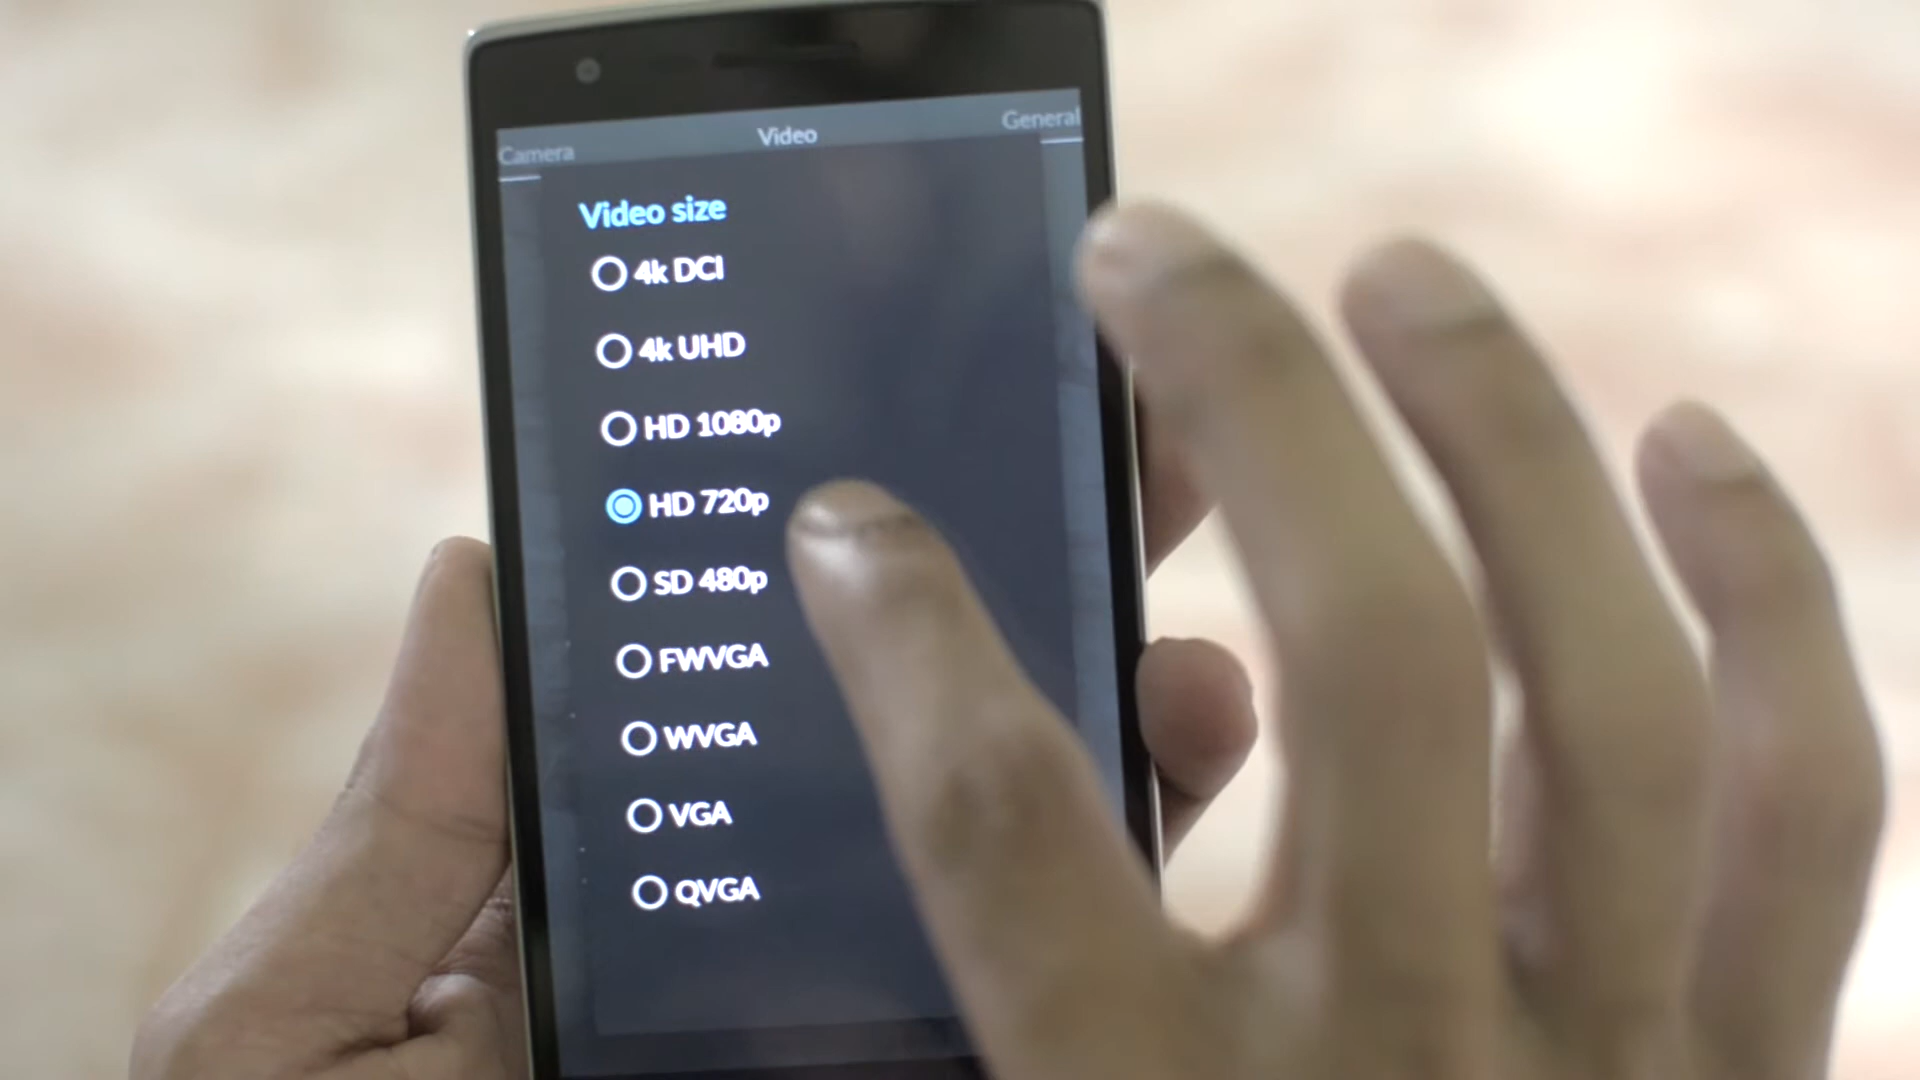 Camera Video General
Video size
4k DCI
4k UHD
HD 1080p
HD 720p
SD 480p
FWVGA
WVGA
VGA
QVGA